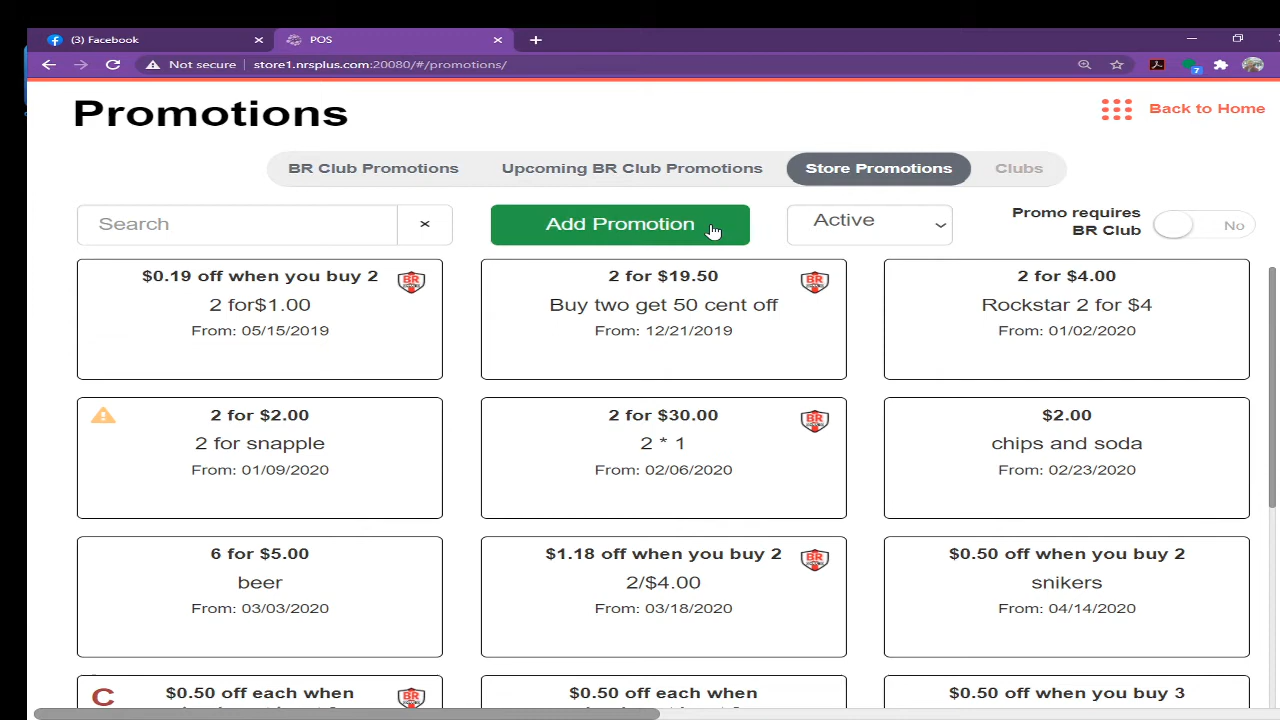 (3) Facebook
POS
Not secure
store1.nrsplus.com:20080/#/promotions/
7
Promotions
Back to Home
BR Club Promotions
Upcoming BR Club Promotions
Store Promotions
Clubs
Search
×
Add Promotion
Active
Promo requires
BR Club
No
$0.19 off when you buy 2
2 for$1.00
From: 05/15/2019
BR
2 for $19.50
Buy two get 50 cent off
From: 12/21/2019
BR
2 for $4.00
Rockstar 2 for $4
From: 01/02/2020
2 for $2.00
2 for snapple
From: 01/09/2020
2 for $30.00
2 * 1
From: 02/06/2020
BR
$2.00
chips and soda
From: 02/23/2020
6 for $5.00
beer
From: 03/03/2020
$1.18 off when you buy 2
2/$4.00
From: 03/18/2020
BR
$0.50 off when you buy 2
snikers
From: 04/14/2020
C
$0.50 off each when
BR
$0.50 off each when
$0.50 off when you buy 3